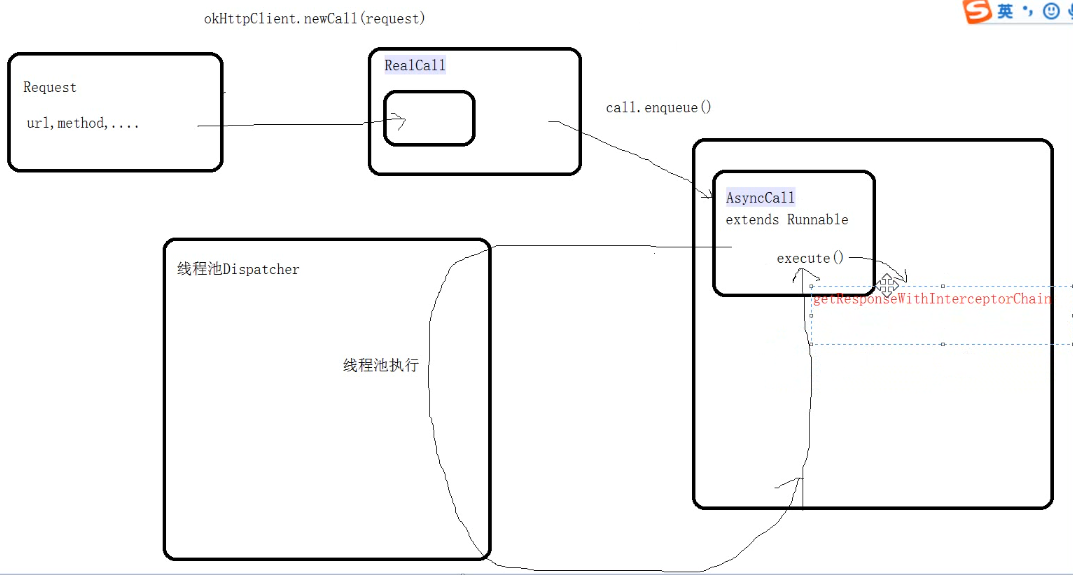 okHttpClient.newCall(request)
英
Request
url,method,....
RealCall
call.enqueue()
AsyncCall
extends Runnable
execute()
getResponseWithInterceptorChain
线程池Dispatcher
线程池执行